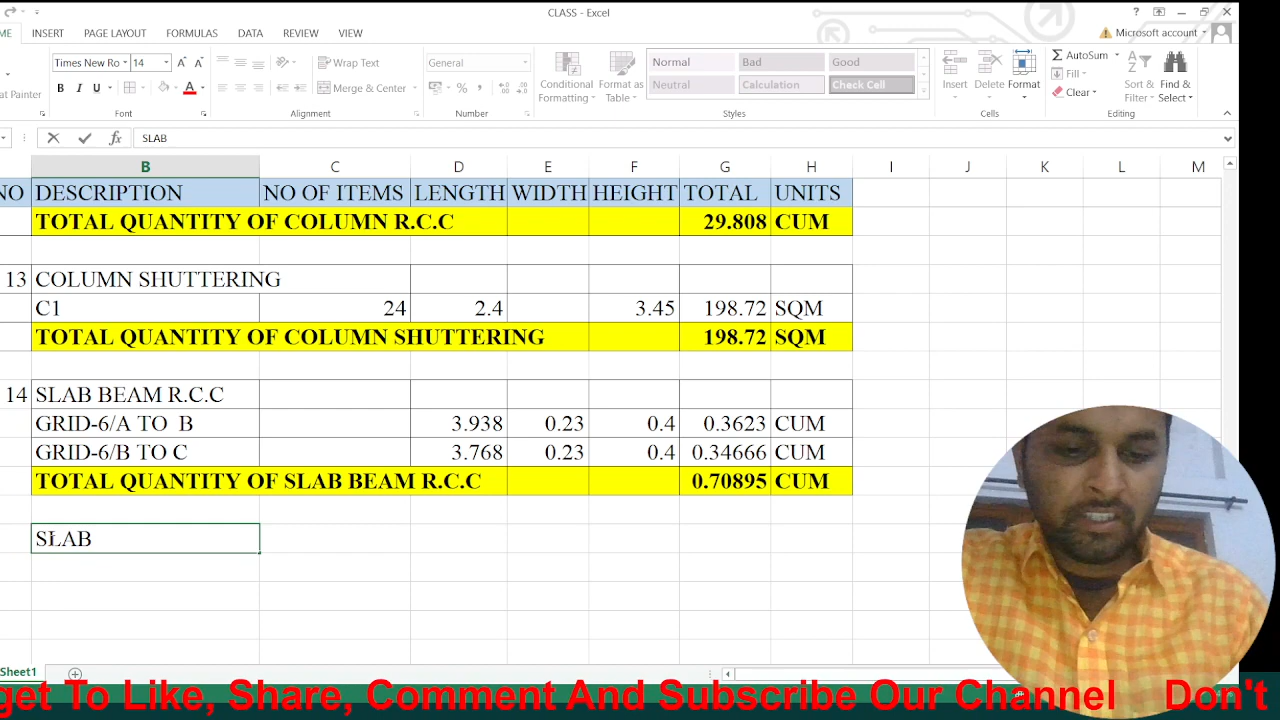 CLASS - Excel
ME INSERT PAGE LAYOUT FORMULAS DATA REVIEW VIEW
Microsoft account
Times New Ro 14
Wrap Text
General
Conditional Formatting
Format as Table
Normal Bad Good
Neutral Calculation Check Cell
Insert Delete Format
AutoSum
Fill
Clear
Sort & Filter
Find & Select
at Painter
B I U A
Merge & Center
Font Alignment Number Styles Cells Editing
fx SLAB
B C D E F G H I J K L M
NO DESCRIPTION NO OF ITEMS LENGTH WIDTH HEIGHT TOTAL UNITS
TOTAL QUANTITY OF COLUMN R.C.C 29.808 CUM
13 COLUMN SHUTTERING
C1 24 2.4 3.45 198.72 SQM
TOTAL QUANTITY OF COLUMN SHUTTERING 198.72 SQM
14 SLAB BEAM R.C.C
GRID-6/A TO B 3.938 0.23 0.4 0.3623 CUM
GRID-6/B TO C 3.768 0.23 0.4 0.34666 CUM
TOTAL QUANTITY OF SLAB BEAM R.C.C 0.70895 CUM
SLAB
Sheet1
get To Like, Share, Comment And Subscribe Our Channel Don't